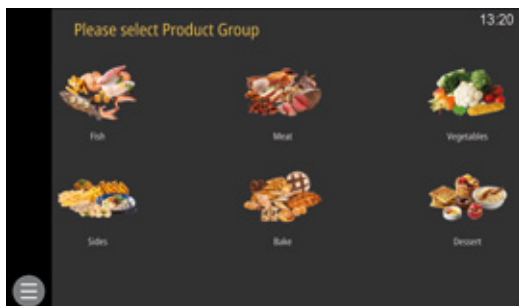 Please select Product Group
13:20
Fish
Meat
Vegetables
Sides
Bake
Dessert